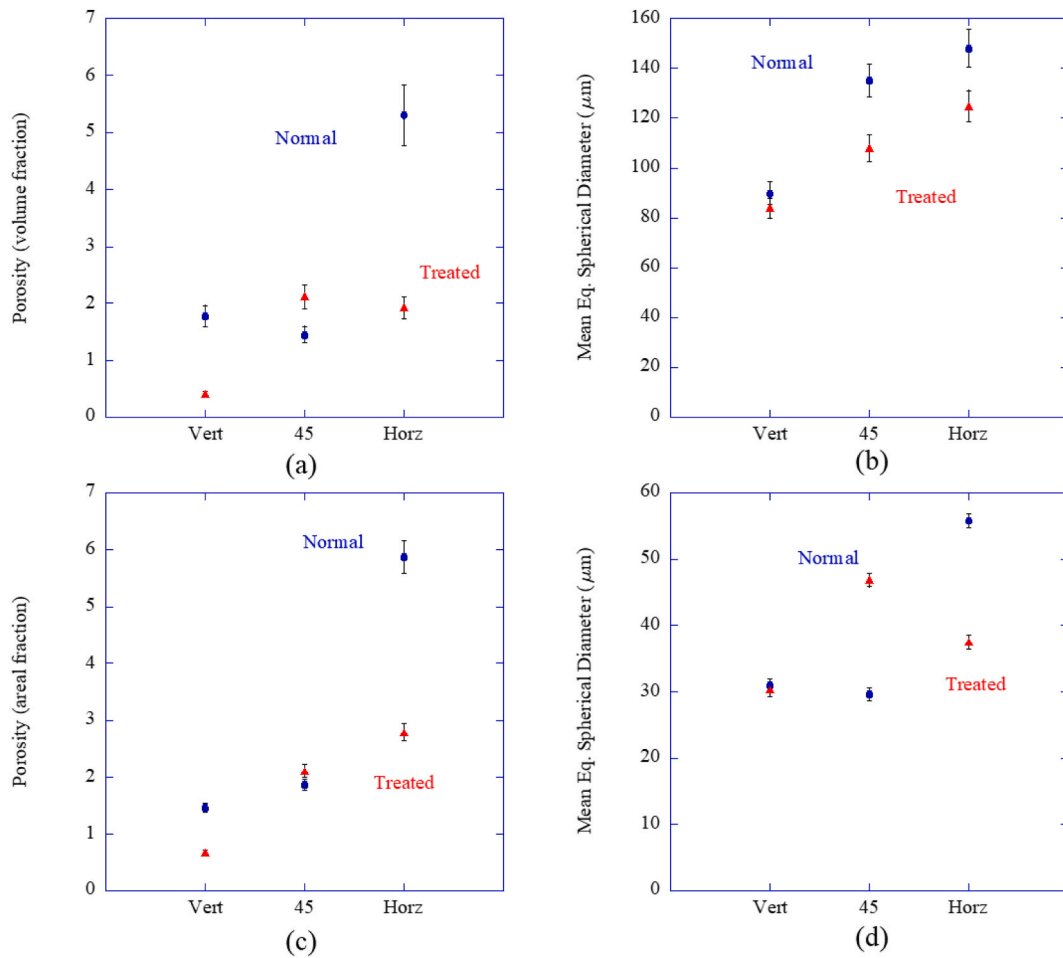 Porosity (volume fraction)
7
6
5
4
3
2
1
0
Normal
Treated
Vert 45 Horz
(a)
Mean Eq. Spherical Diameter (μm)
160
140
120
100
80
60
40
20
0
Normal
Treated
Vert 45 Horz
(b)
Porosity (areal fraction)
7
6
5
4
3
2
1
0
Normal
Treated
Vert 45 Horz
(c)
Mean Eq. Spherical Diameter (μm)
60
50
40
30
20
10
0
Normal
Treated
Vert 45 Horz
(d)